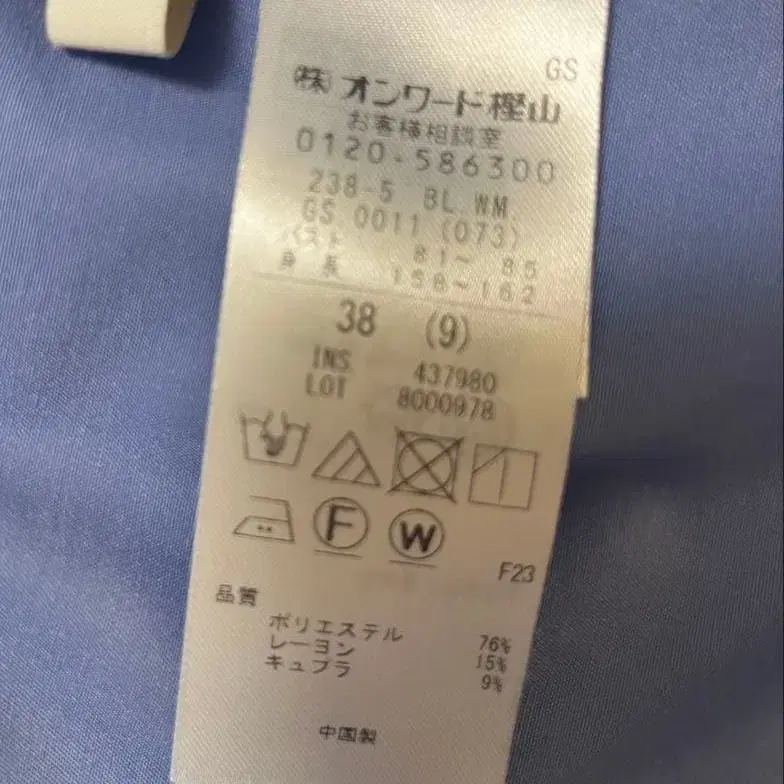 GS
㈱オンワード樫山
お客様相談室
0120-586300
238-5 BL.WM.
GS 0011 (073)
バスト 81~ 85
身長 158~162
38 (9)
INS. 437980
LOT 8000978
F W
F23
品質
ポリエステル 76%
レーヨン 15%
キュプラ 9%
中国製